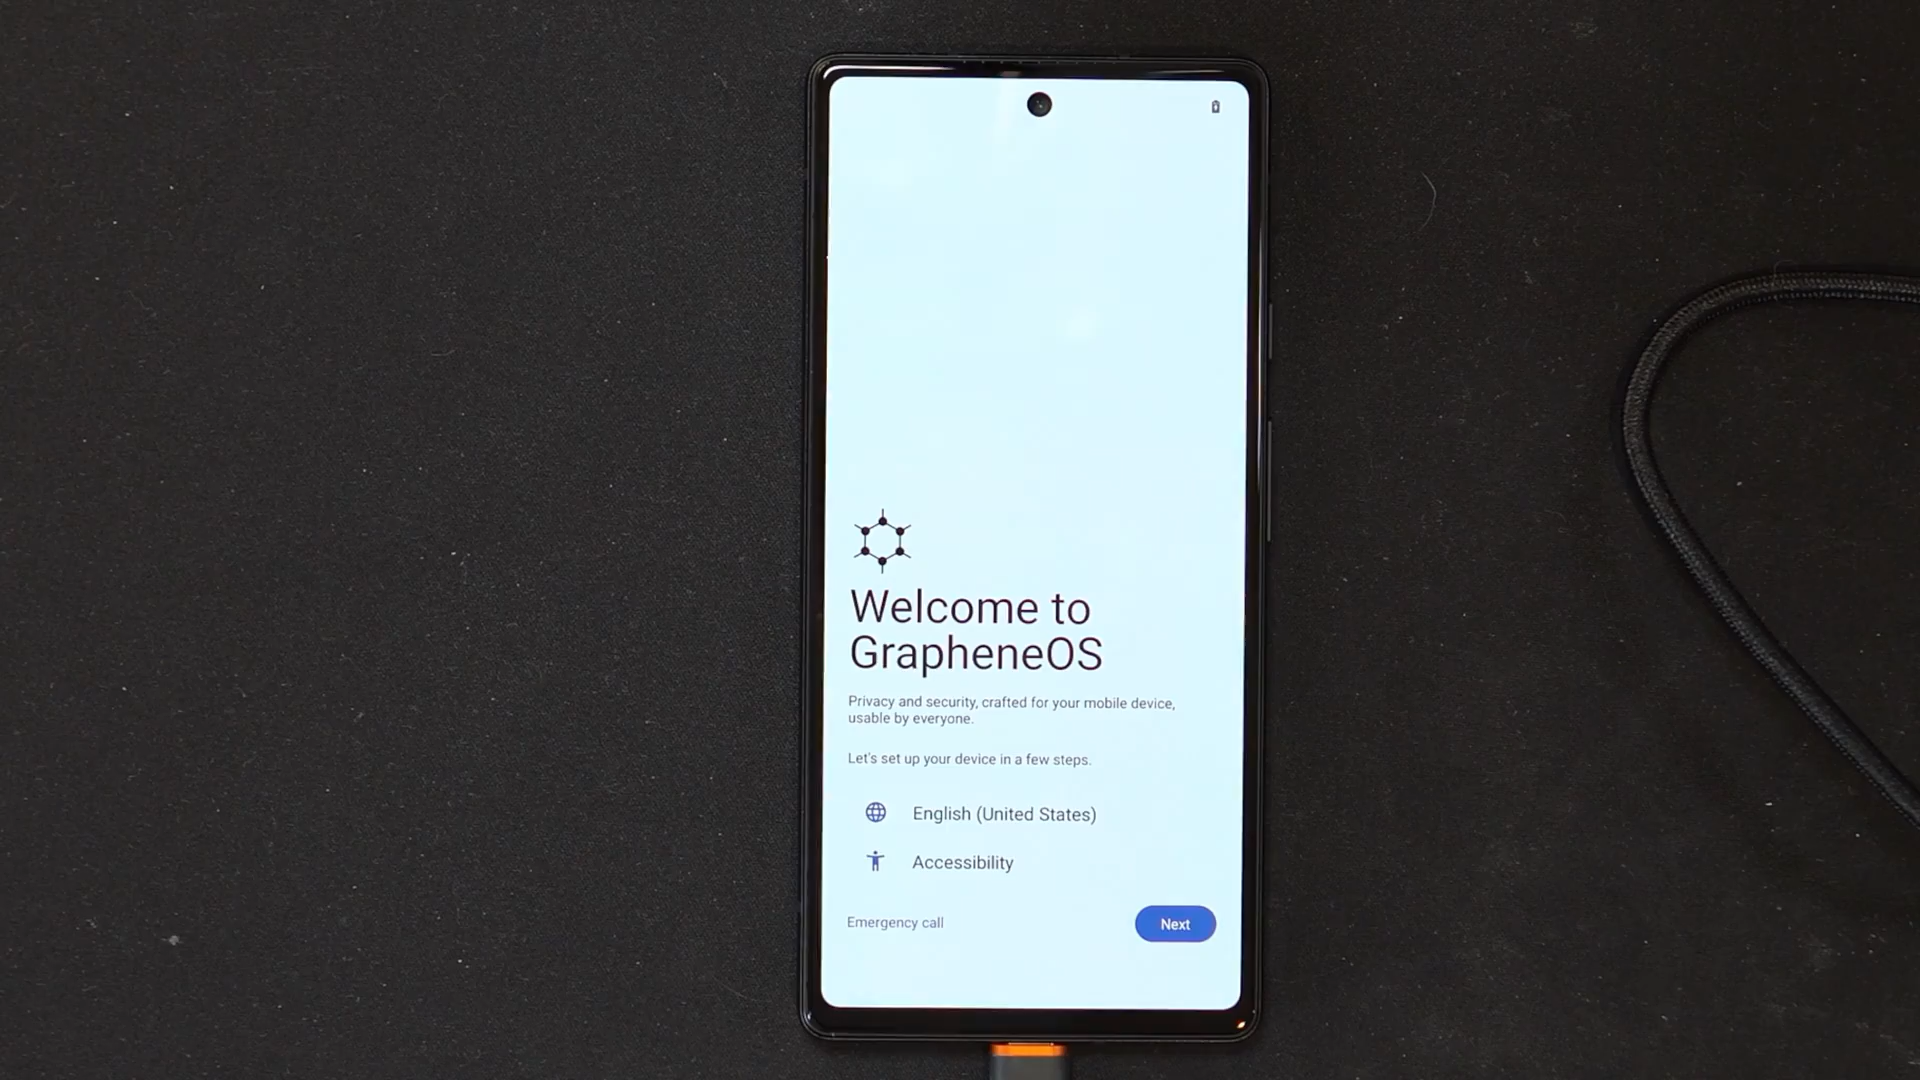 Welcome to
GrapheneOS
Privacy and security, crafted for your mobile device,
usable by everyone.
Let's set up your device in a few steps.
English (United States)
Accessibility
Emergency call
Next